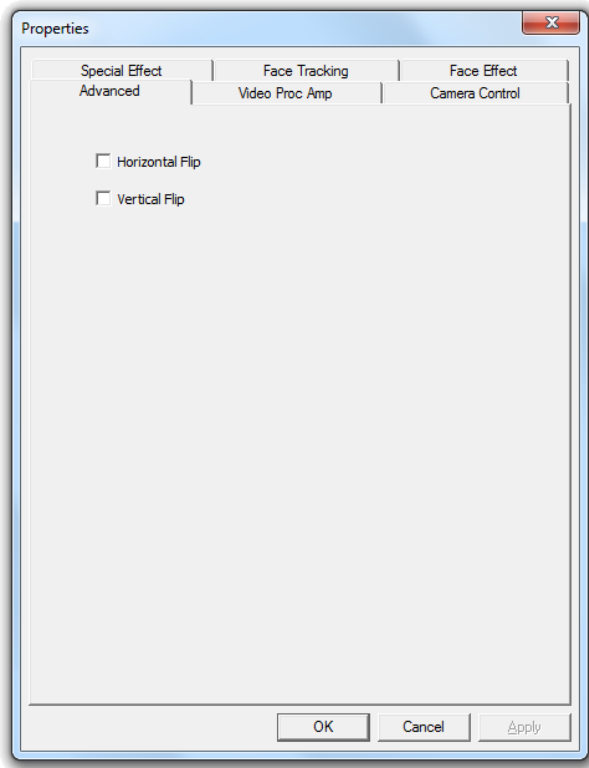 Properties
Special Effect Face Tracking Face Effect
Advanced Video Proc Amp Camera Control
Horizontal Flip
Vertical Flip
OK Cancel Apply